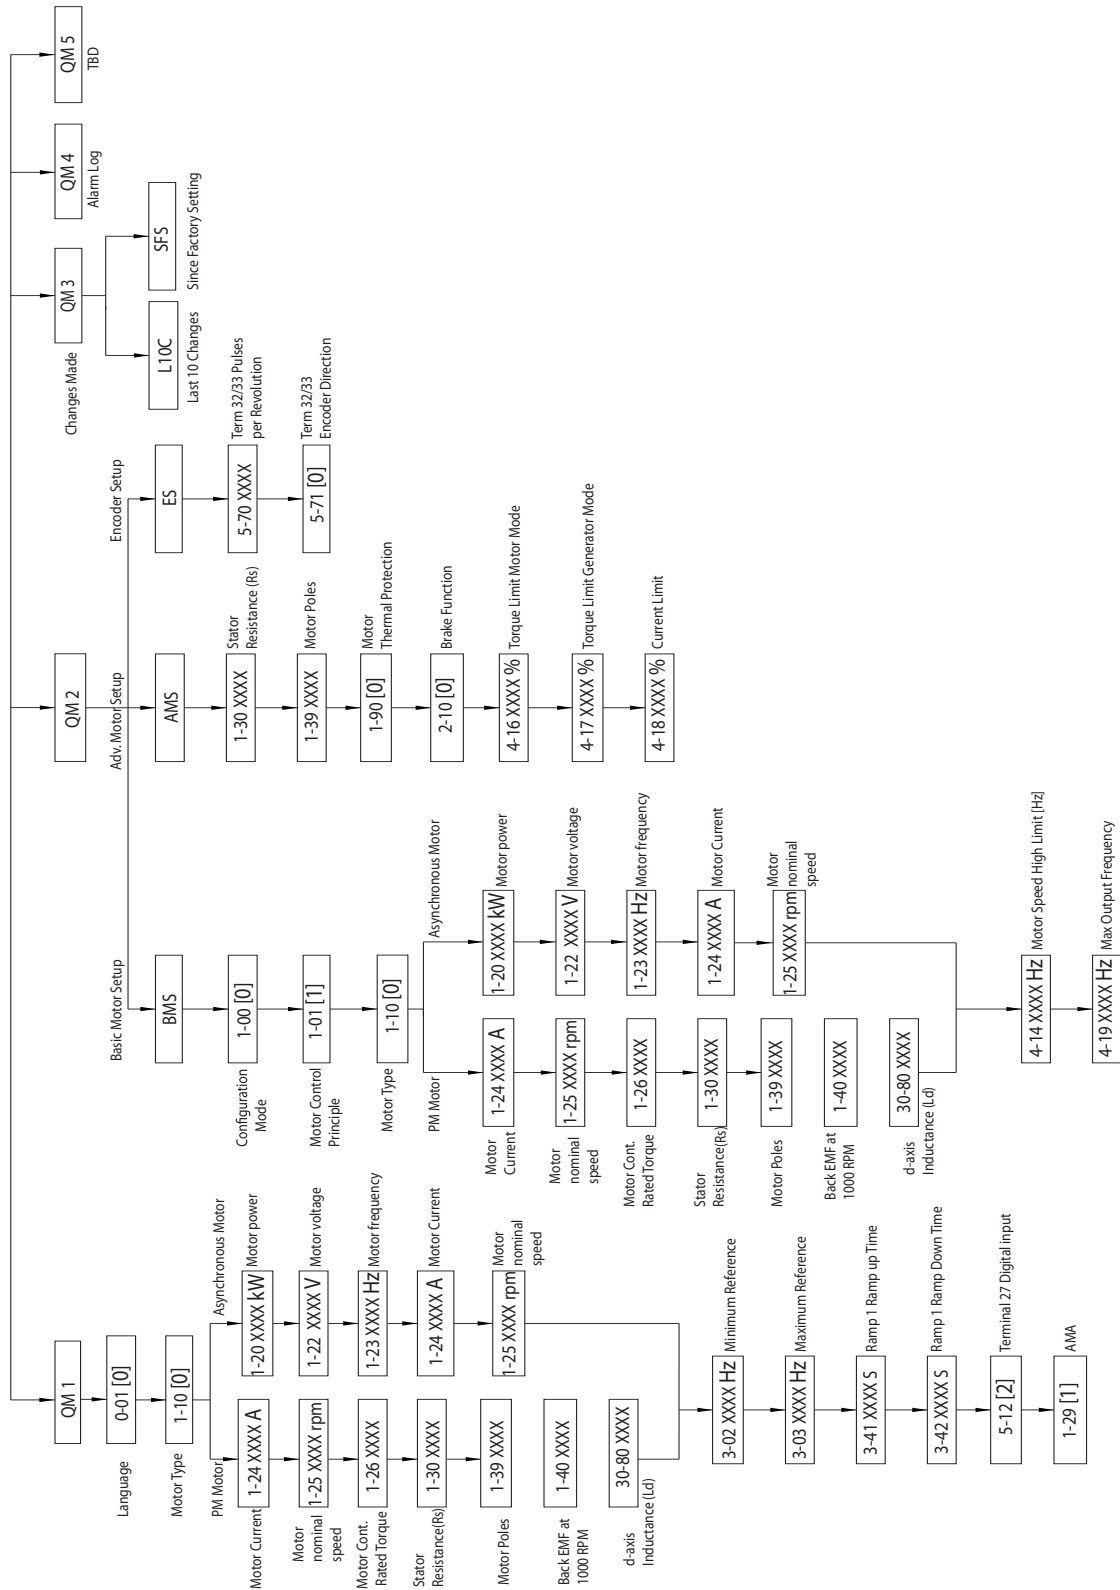 QM 1
Language
0-01 [0]
Motor Type
1-10 [0]
PM Motor
Asynchronous Motor
Motor Current
1-24 XXXX A
Motor
nominal
speed
1-25 XXXX rpm
Motor Cont.
Rated Torque
1-26 XXXX
Stator
Resistance(Rs)
1-30 XXXX
Motor Poles
1-39 XXXX
Back EMF at
1000 RPM
1-40 XXXX
d-axis
Inductance (Ld)
30-80 XXXX
1-20 XXXX kW
Motor power
1-22 XXXX V
Motor voltage
1-23 XXXX Hz
Motor frequency
1-24 XXXX A
Motor Current
1-25 XXXX rpm
Motor
nominal
speed
3-02 XXXX Hz
Minimum Reference
3-03 XXXX Hz
Maximum Reference
3-41 XXXX S
Ramp 1 Ramp up Time
3-42 XXXX S
Ramp 1 Ramp Down Time
5-12 [2]
Terminal 27 Digital input
1-29 [1]
AMA
QM 2
Basic Motor Setup
BMS
Configuration
Mode
1-00 [0]
Motor Control
Principle
1-01 [1]
Motor Type
1-10 [0]
PM Motor
Asynchronous Motor
Motor
Current
1-24 XXXX A
Motor
nominal
speed
1-25 XXXX rpm
Motor Cont.
Rated Torque
1-26 XXXX
Stator
Resistance(Rs)
1-30 XXXX
Motor Poles
1-39 XXXX
Back EMF at
1000 RPM
1-40 XXXX
d-axis
Inductance (Ld)
30-80 XXXX
1-20 XXXX kW
Motor power
1-22 XXXX V
Motor voltage
1-23 XXXX Hz
Motor frequency
1-24 XXXX A
Motor Current
1-25 XXXX rpm
Motor
nominal
speed
4-14 XXXX Hz
Motor Speed High Limit [Hz]
4-19 XXXX Hz
Max Output Frequency
Adv. Motor Setup
AMS
1-30 XXXX
Stator
Resistance (Rs)
1-39 XXXX
Motor Poles
1-90 [0]
Motor
Thermal Protection
2-10 [0]
Brake Function
4-16 XXXX %
Torque Limit Motor Mode
4-17 XXXX %
Torque Limit Generator Mode
4-18 XXXX %
Current Limit
Encoder Setup
ES
5-70 XXXX
Term 32/33 Pulses
per Revolution
5-71 [0]
Term 32/33
Encoder Direction
Changes Made
QM 3
L10C
Last 10 Changes
SFS
Since Factory Setting
QM 4
Alarm Log
QM 5
TBD